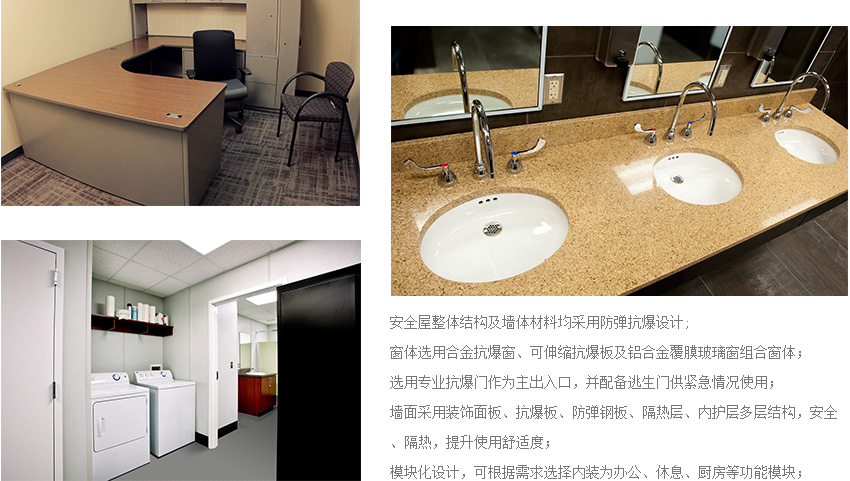 安全屋整体结构及墙体材料均采用防弹抗爆设计;
窗体选用合金抗爆窗、可伸缩抗爆板及铝合金覆膜玻璃窗组合窗体;
选用专业抗爆门作为主出入口，并配备逃生门供紧急情况使用;
墙面采用装饰面板、抗爆板、防弹钢板、隔热层、内护层多层结构，安全
、隔热，提升使用舒适度;
模块化设计，可根据需求选择内装为办公、休息、厨房等功能模块;